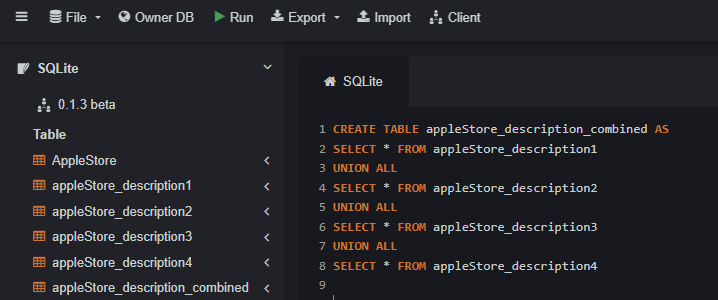 File Owner DB Run Export Import Client
SQLite
0.1.3 beta
Table
AppleStore
appleStore_description1
appleStore_description2
appleStore_description3
appleStore_description4
appleStore_description_combined
SQLite
1 CREATE TABLE appleStore_description_combined AS
2 SELECT * FROM appleStore_description1
3 UNION ALL
4 SELECT * FROM appleStore_description2
5 UNION ALL
6 SELECT * FROM appleStore_description3
7 UNION ALL
8 SELECT * FROM appleStore_description4
9